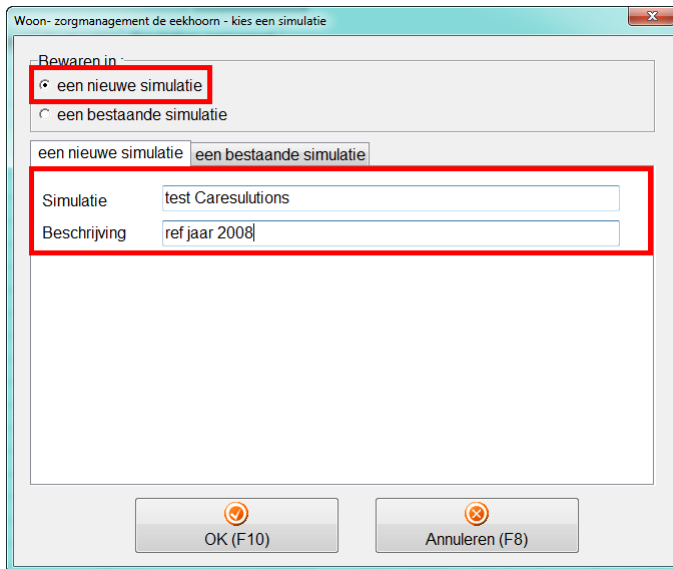 Woon- zorgmanagement de eekhoorn - kies een simulatie
Bewaren in :
een nieuwe simulatie
een bestaande simulatie
een nieuwe simulatie een bestaande simulatie
Simulatie test Caresulutions
Beschrijving ref jaar 2008
OK (F10) Annuleren (F8)